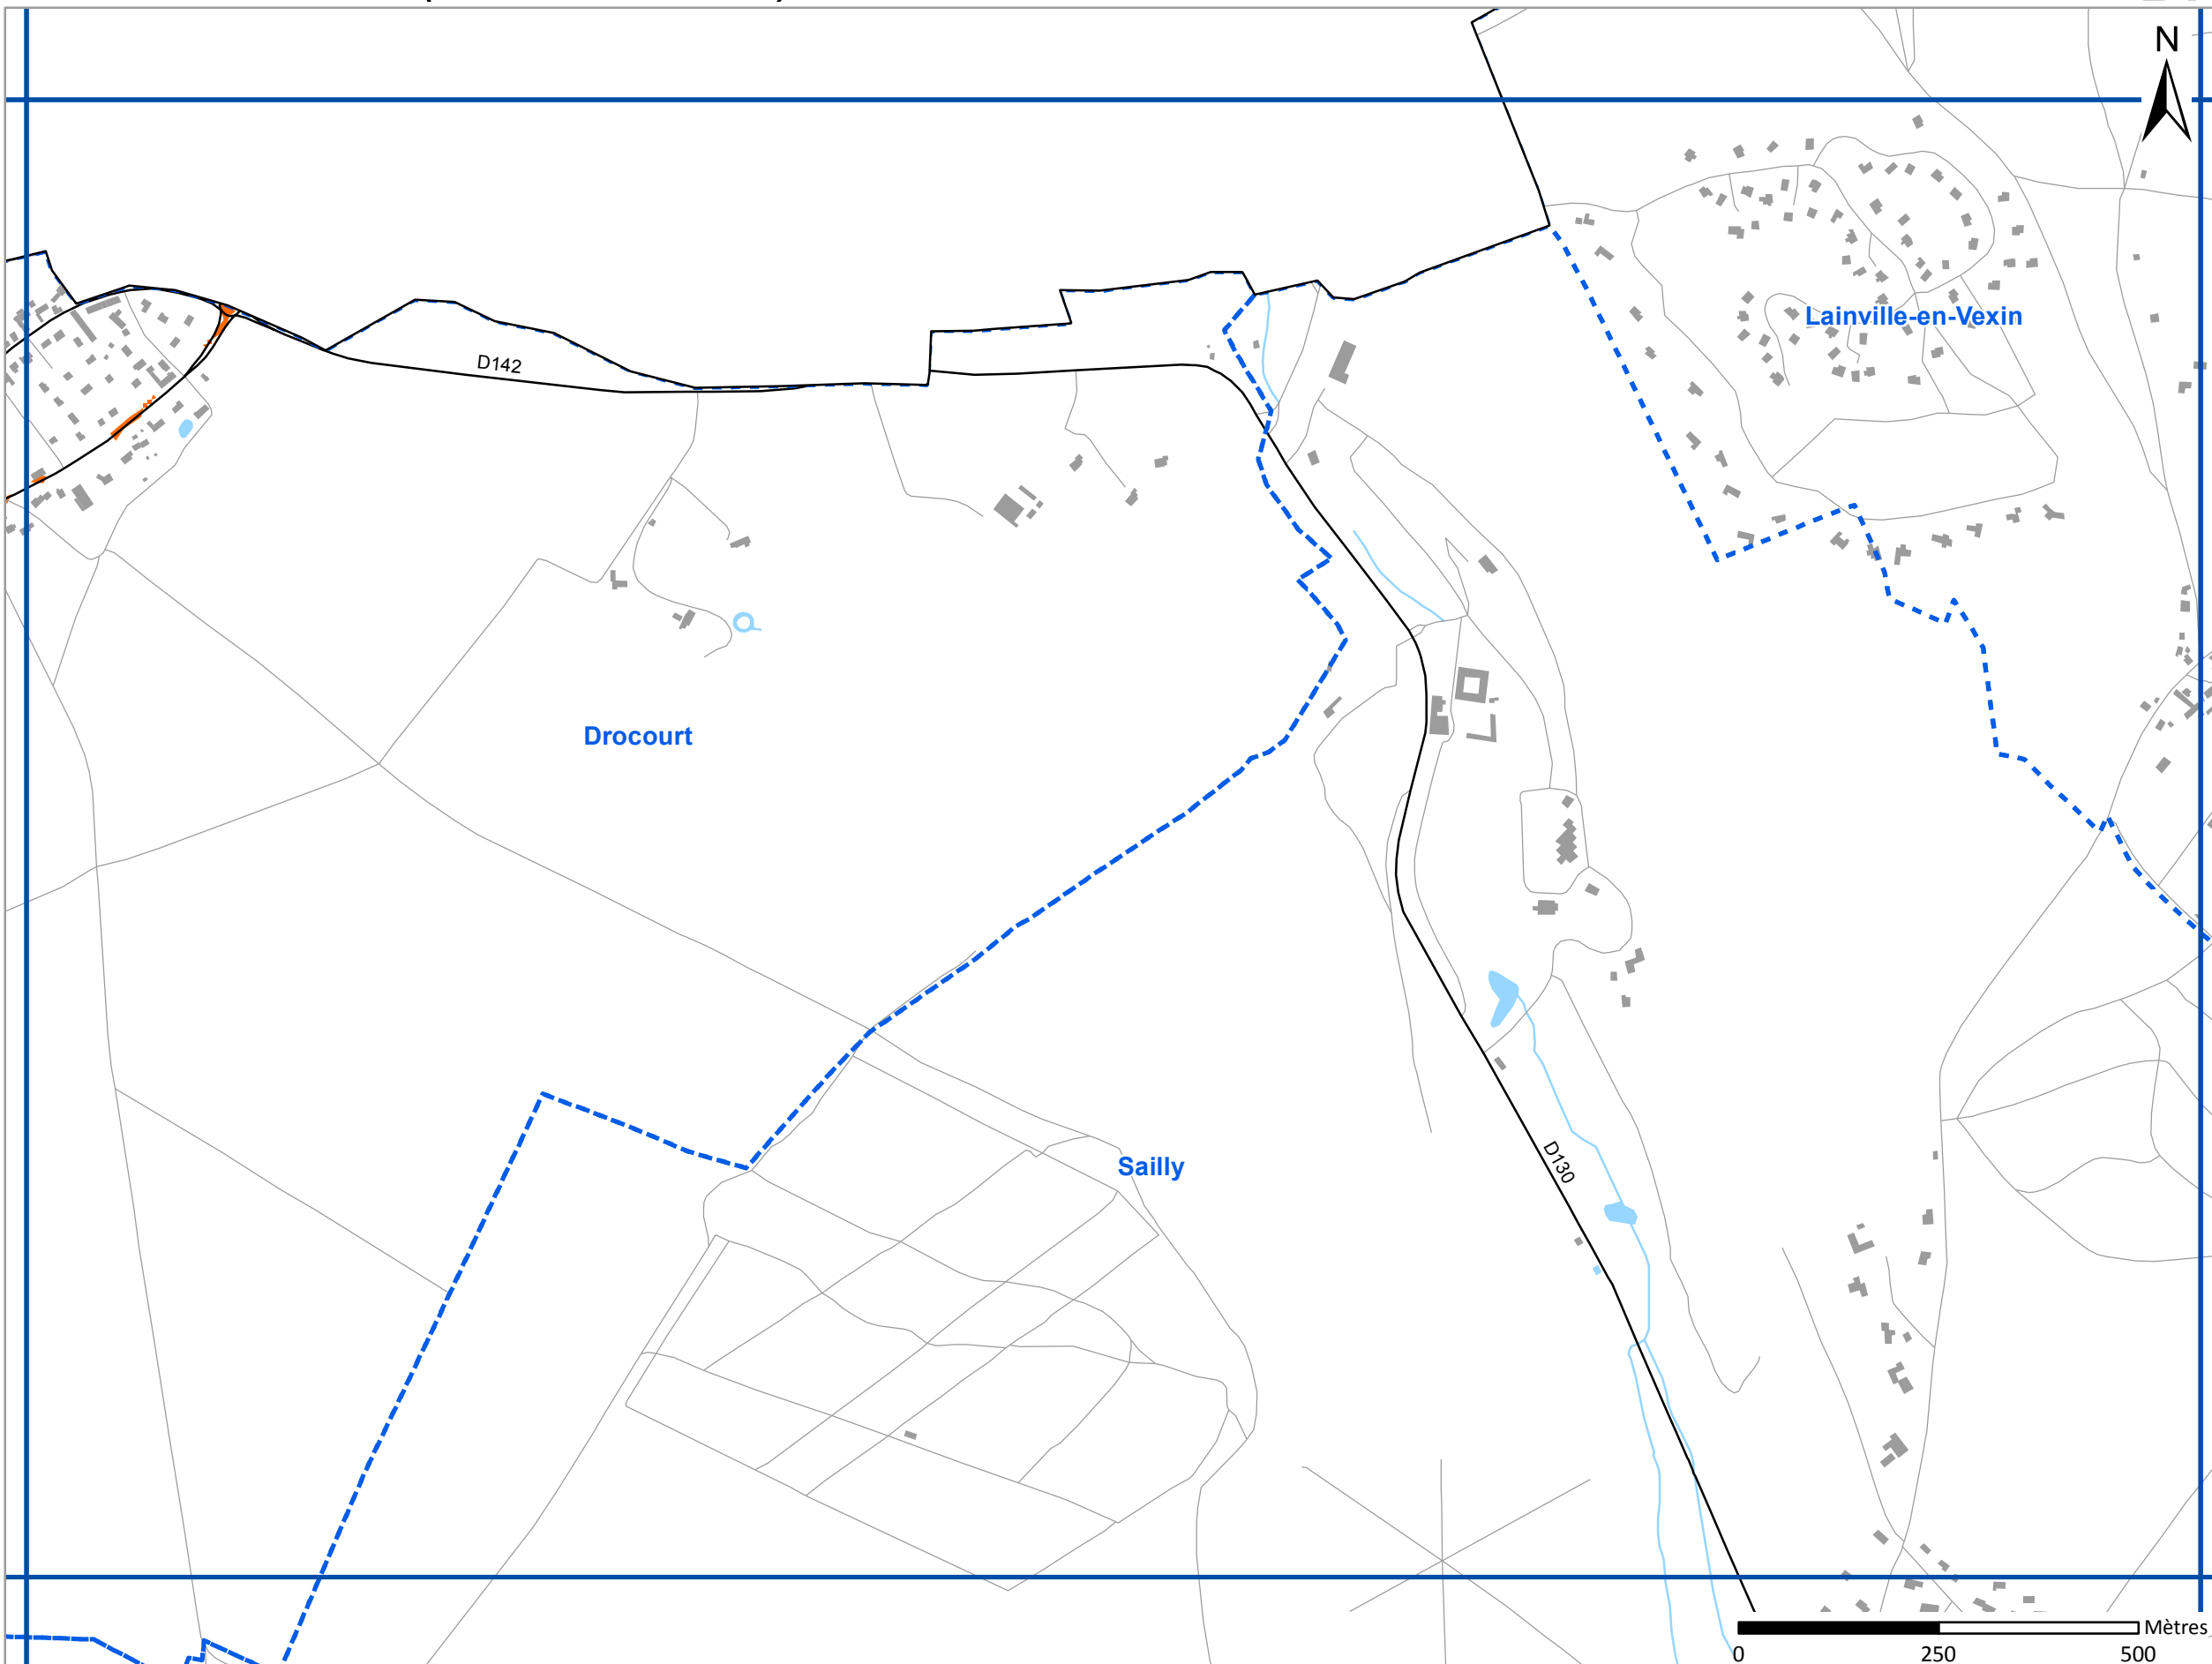 N
Lainville-en-Vexin
D142
Drocourt
D130
Sailly
Mètres
0 250 500